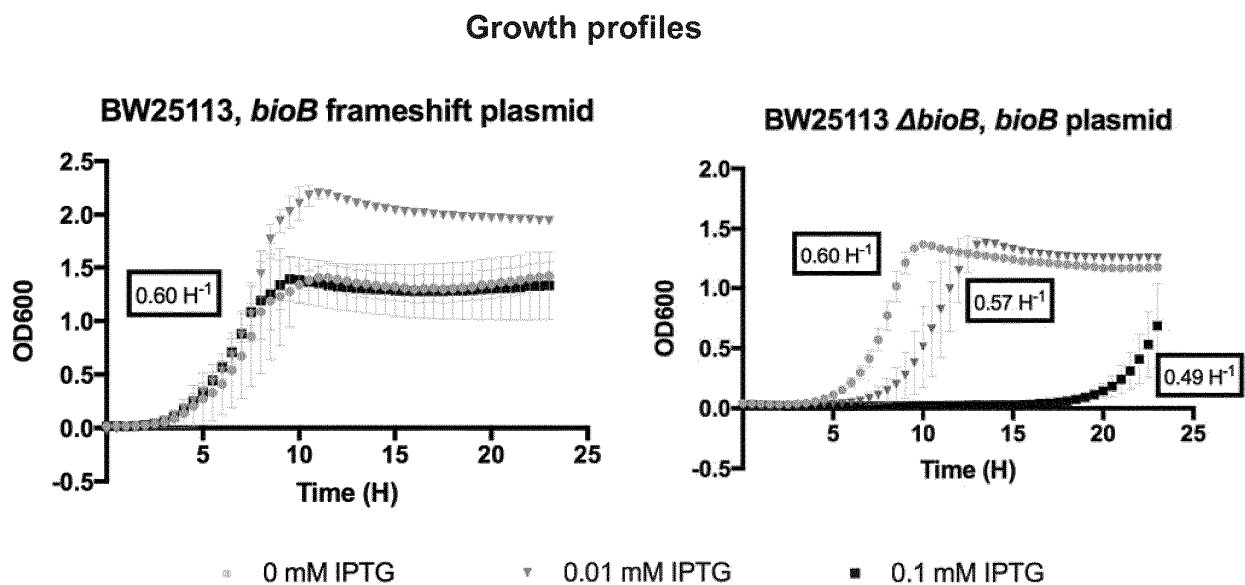 Growth profiles
BW25113, bioB frameshift plasmid
2.5
2.0
1.5
1.0
0.5
0.0
-0.5
OD600
0.60 H-1
5
10
15
20
25
Time (H)
BW25113 ΔbioB, bioB plasmid
2.0
1.5
1.0
0.5
0.0
-0.5
OD600
0.60 H-1
0.57 H-1
0.49 H-1
5
10
15
20
25
Time (H)
0 mM IPTG
0.01 mM IPTG
0.1 mM IPTG